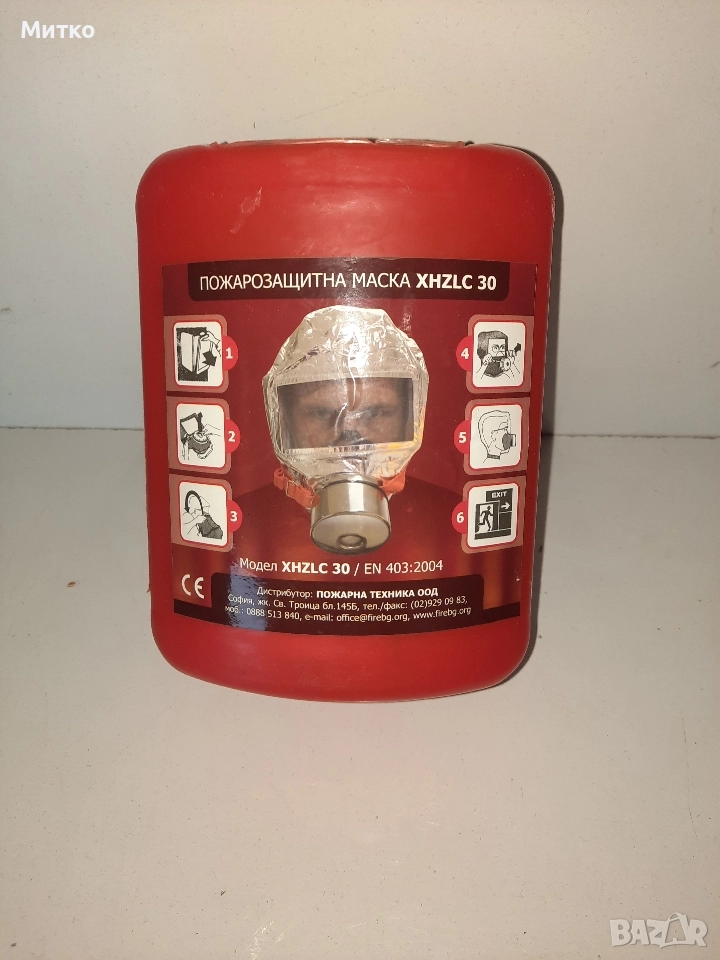 Митко
ПОЖАРОЗАЩИТНА МАСКА XHZLC 30
1
2
3
4
5
EXIT
6
Модел XHZLC 30 / EN 403:2004
CE
Дистрибутор: ПОЖАРНА ТЕХНИКА ООД
София, жк. Св. Троица бл.145Б, тел./факс: (02)929 09 83,
моб.: 0888 513 840, e-mail: office@firebg.org, www.firebg.org
BAZAR